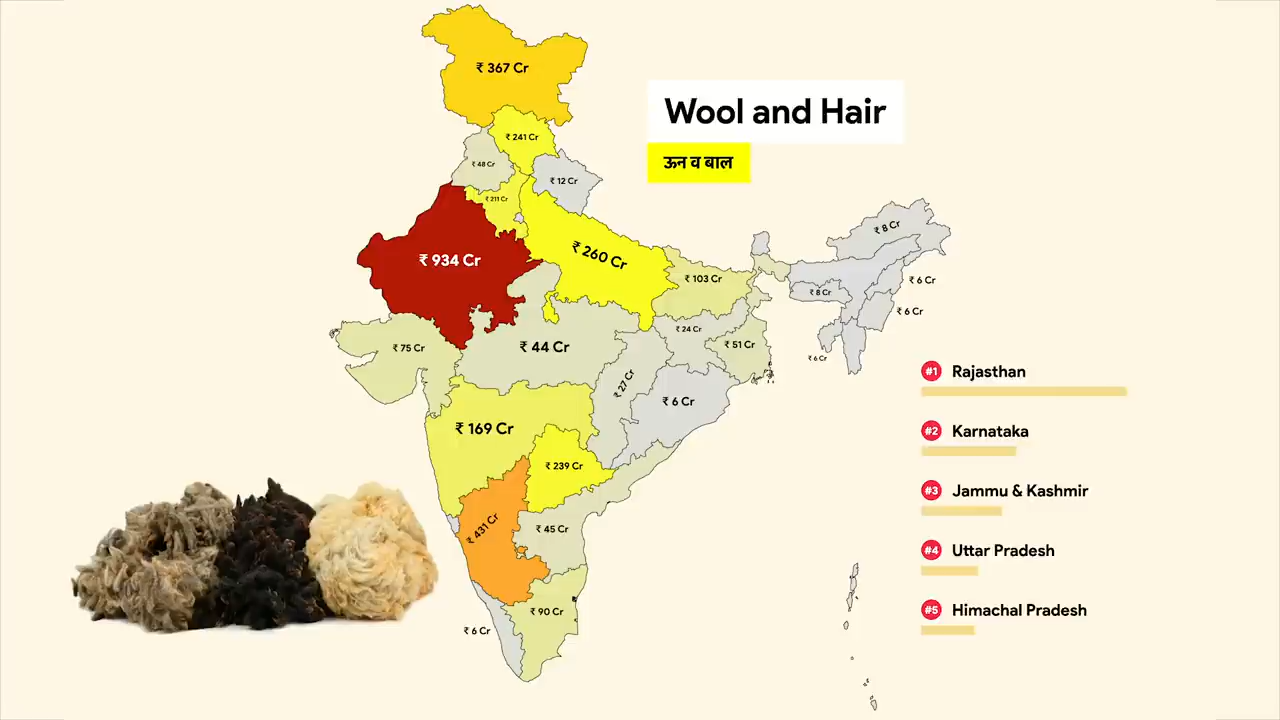 ₹ 367 Cr
Wool and Hair
ऊन व बाल
₹ 241 Cr
₹ 48 Cr
₹ 12 Cr
₹ 211 Cr
₹ 934 Cr
₹ 260 Cr
₹ 8 Cr
₹ 103 Cr
₹ 6 Cr
₹ 8 Cr
₹ 6 Cr
₹ 24 Cr
₹ 75 Cr
₹ 44 Cr
₹ 51 Cr
₹ 6 Cr
₹ 27 Cr
₹ 6 Cr
₹ 169 Cr
₹ 239 Cr
₹ 431 Cr
₹ 45 Cr
₹ 90 Cr
₹ 6 Cr
#1 Rajasthan
#2 Karnataka
#3 Jammu & Kashmir
#4 Uttar Pradesh
#5 Himachal Pradesh